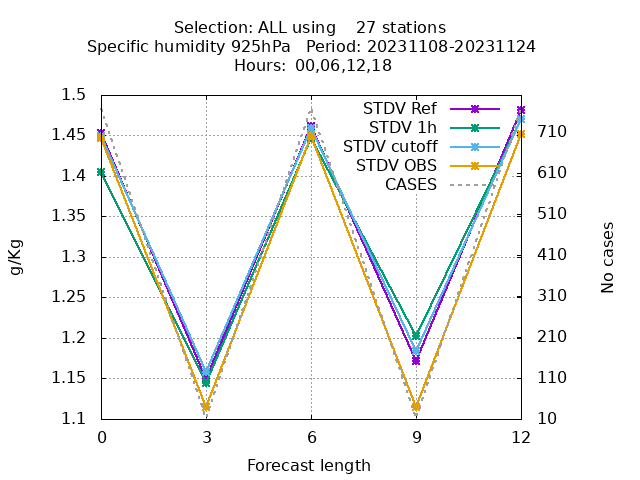 Selection: ALL using    27 stations
Specific humidity 925hPa   Period: 20231108-20231124
Hours: 00,06,12,18
1.5
1.45
1.4
1.35
1.3
1.25
1.2
1.15
1.1
g/Kg
STDV Ref
STDV 1h
STDV cutoff
STDV OBS
CASES
710
610
510
410
310
210
110
10
No cases
0 3 6 9 12
Forecast length